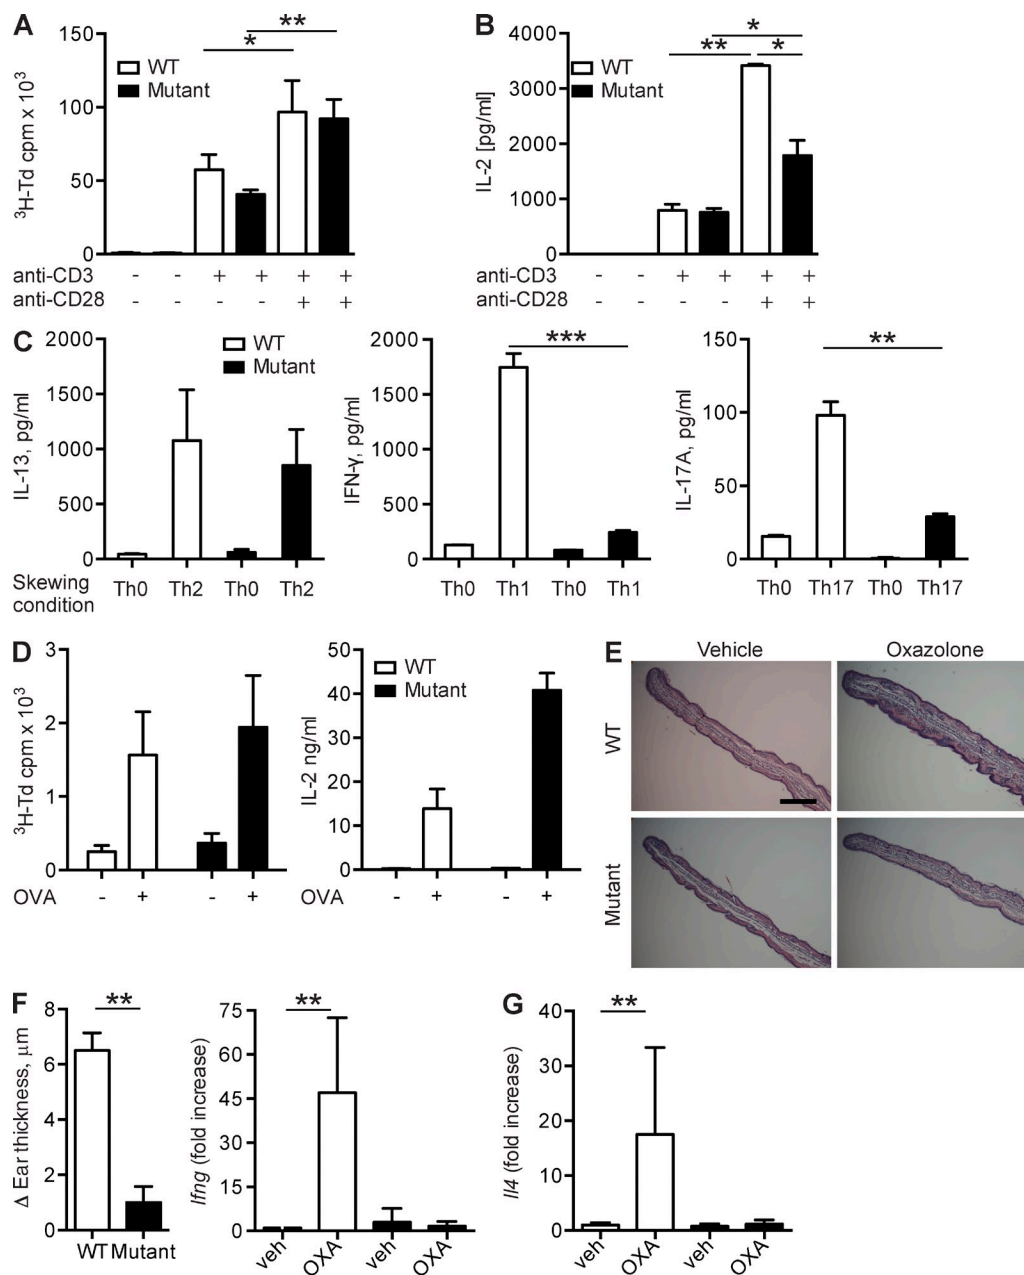 A
150
100
50
0
³H-Td cpm x 10³
WT
Mutant
*
**
anti-CD3 - - + + + +
anti-CD28 - - - - + +
B
4000
3000
2000
1000
0
IL-2 [pg/ml]
WT
Mutant
**
*
*
anti-CD3 - - + + + +
anti-CD28 - - - - + +
C
2000
1500
1000
500
0
IL-13, pg/ml
WT
Mutant
Skewing condition
Th0 Th2 Th0 Th2
2000
1500
1000
500
0
IFN-γ, pg/ml
***
Th0 Th1 Th0 Th1
150
100
50
0
IL-17A, pg/ml
**
Th0 Th17 Th0 Th17
D
3
2
1
0
³H-Td cpm x 10³
OVA - + - +
50
40
30
20
10
0
IL-2 ng/ml
WT
Mutant
OVA - + - +
E
Vehicle Oxazolone
WT
Mutant
F
8
6
4
2
0
Δ Ear thickness, μm
**
WT Mutant
75
60
45
30
15
0
Ifng (fold increase)
**
veh OXA veh OXA
G
40
30
20
10
0
Il4 (fold increase)
**
veh OXA veh OXA